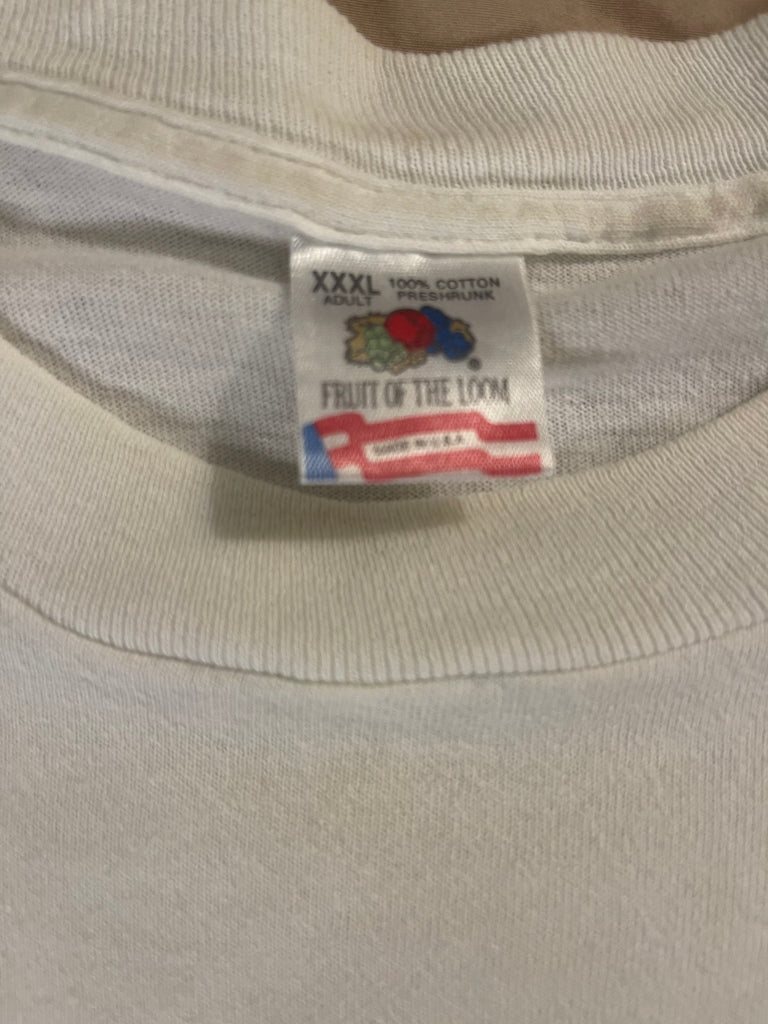 XXXL 100% COTTON
ADULT PRESHRUNK
®
FRUIT OF THE LOOM
MADE IN U.S.A.